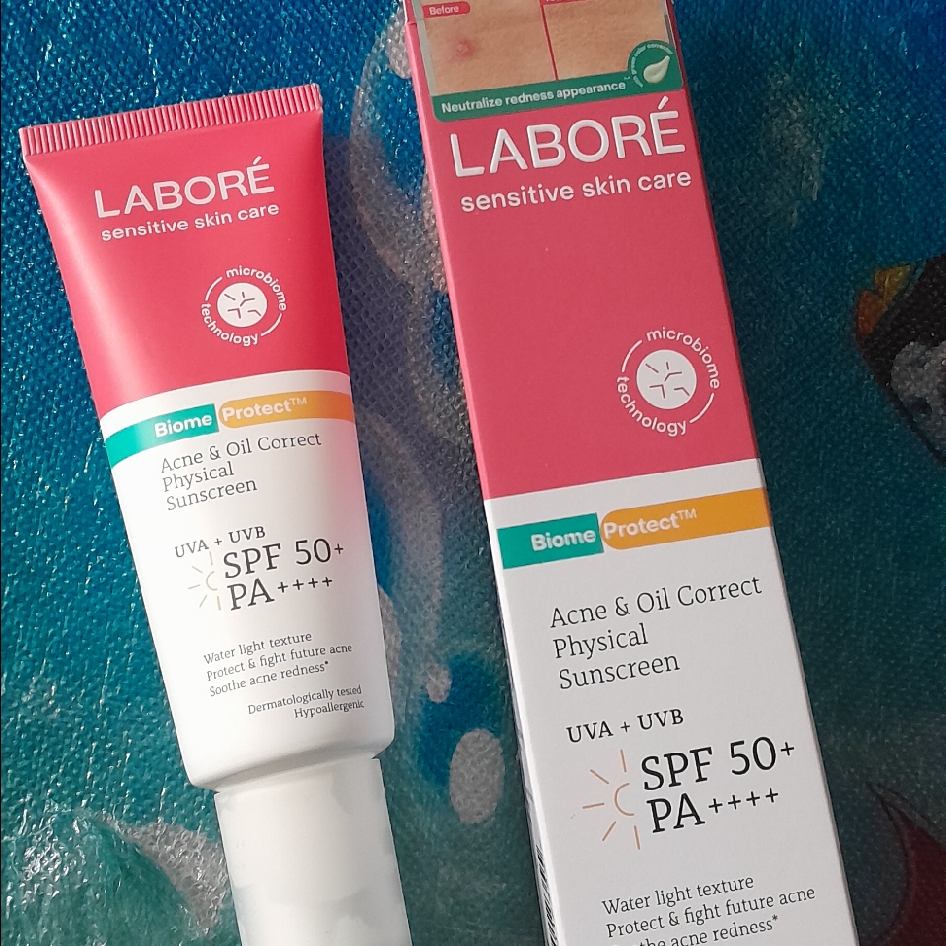 LABORÉ
sensitive skin care
microbiome
technology
Biome Protect™
Acne & Oil Correct
Physical
Sunscreen
UVA + UVB
SPF 50+
PA++++
Water light texture
Protect & fight future acne
Soothe acne redness*
Dermatologically tested
Hypoallergenic
Before
Neutralize redness appearance
LABORÉ
sensitive skin care
microbiome
technology
Biome Protect™
Acne & Oil Correct
Physical
Sunscreen
UVA + UVB
SPF 50+
PA++++
Water light texture
Protect & fight future acne
the acne redness*